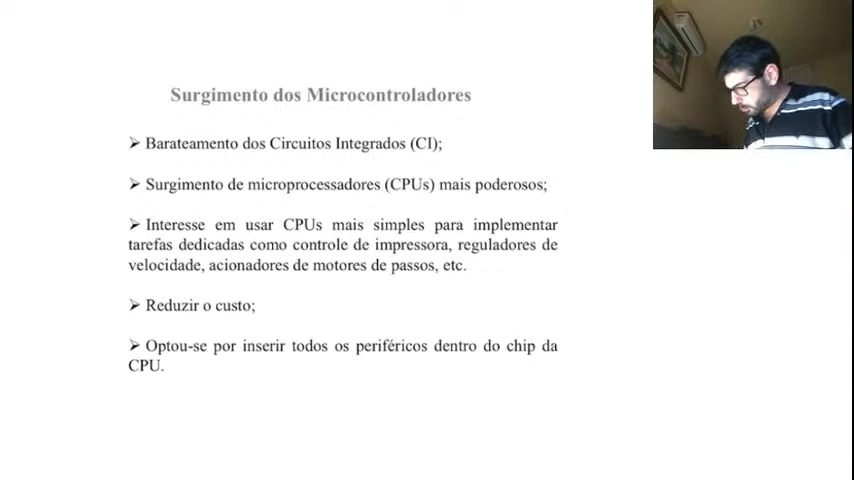 Surgimento dos Microcontroladores
➢ Barateamento dos Circuitos Integrados (CI);
➢ Surgimento de microprocessadores (CPUs) mais poderosos;
➢ Interesse em usar CPUs mais simples para implementar
tarefas dedicadas como controle de impressora, reguladores de
velocidade, acionadores de motores de passos, etc.
➢ Reduzir o custo;
➢ Optou-se por inserir todos os periféricos dentro do chip da
CPU.